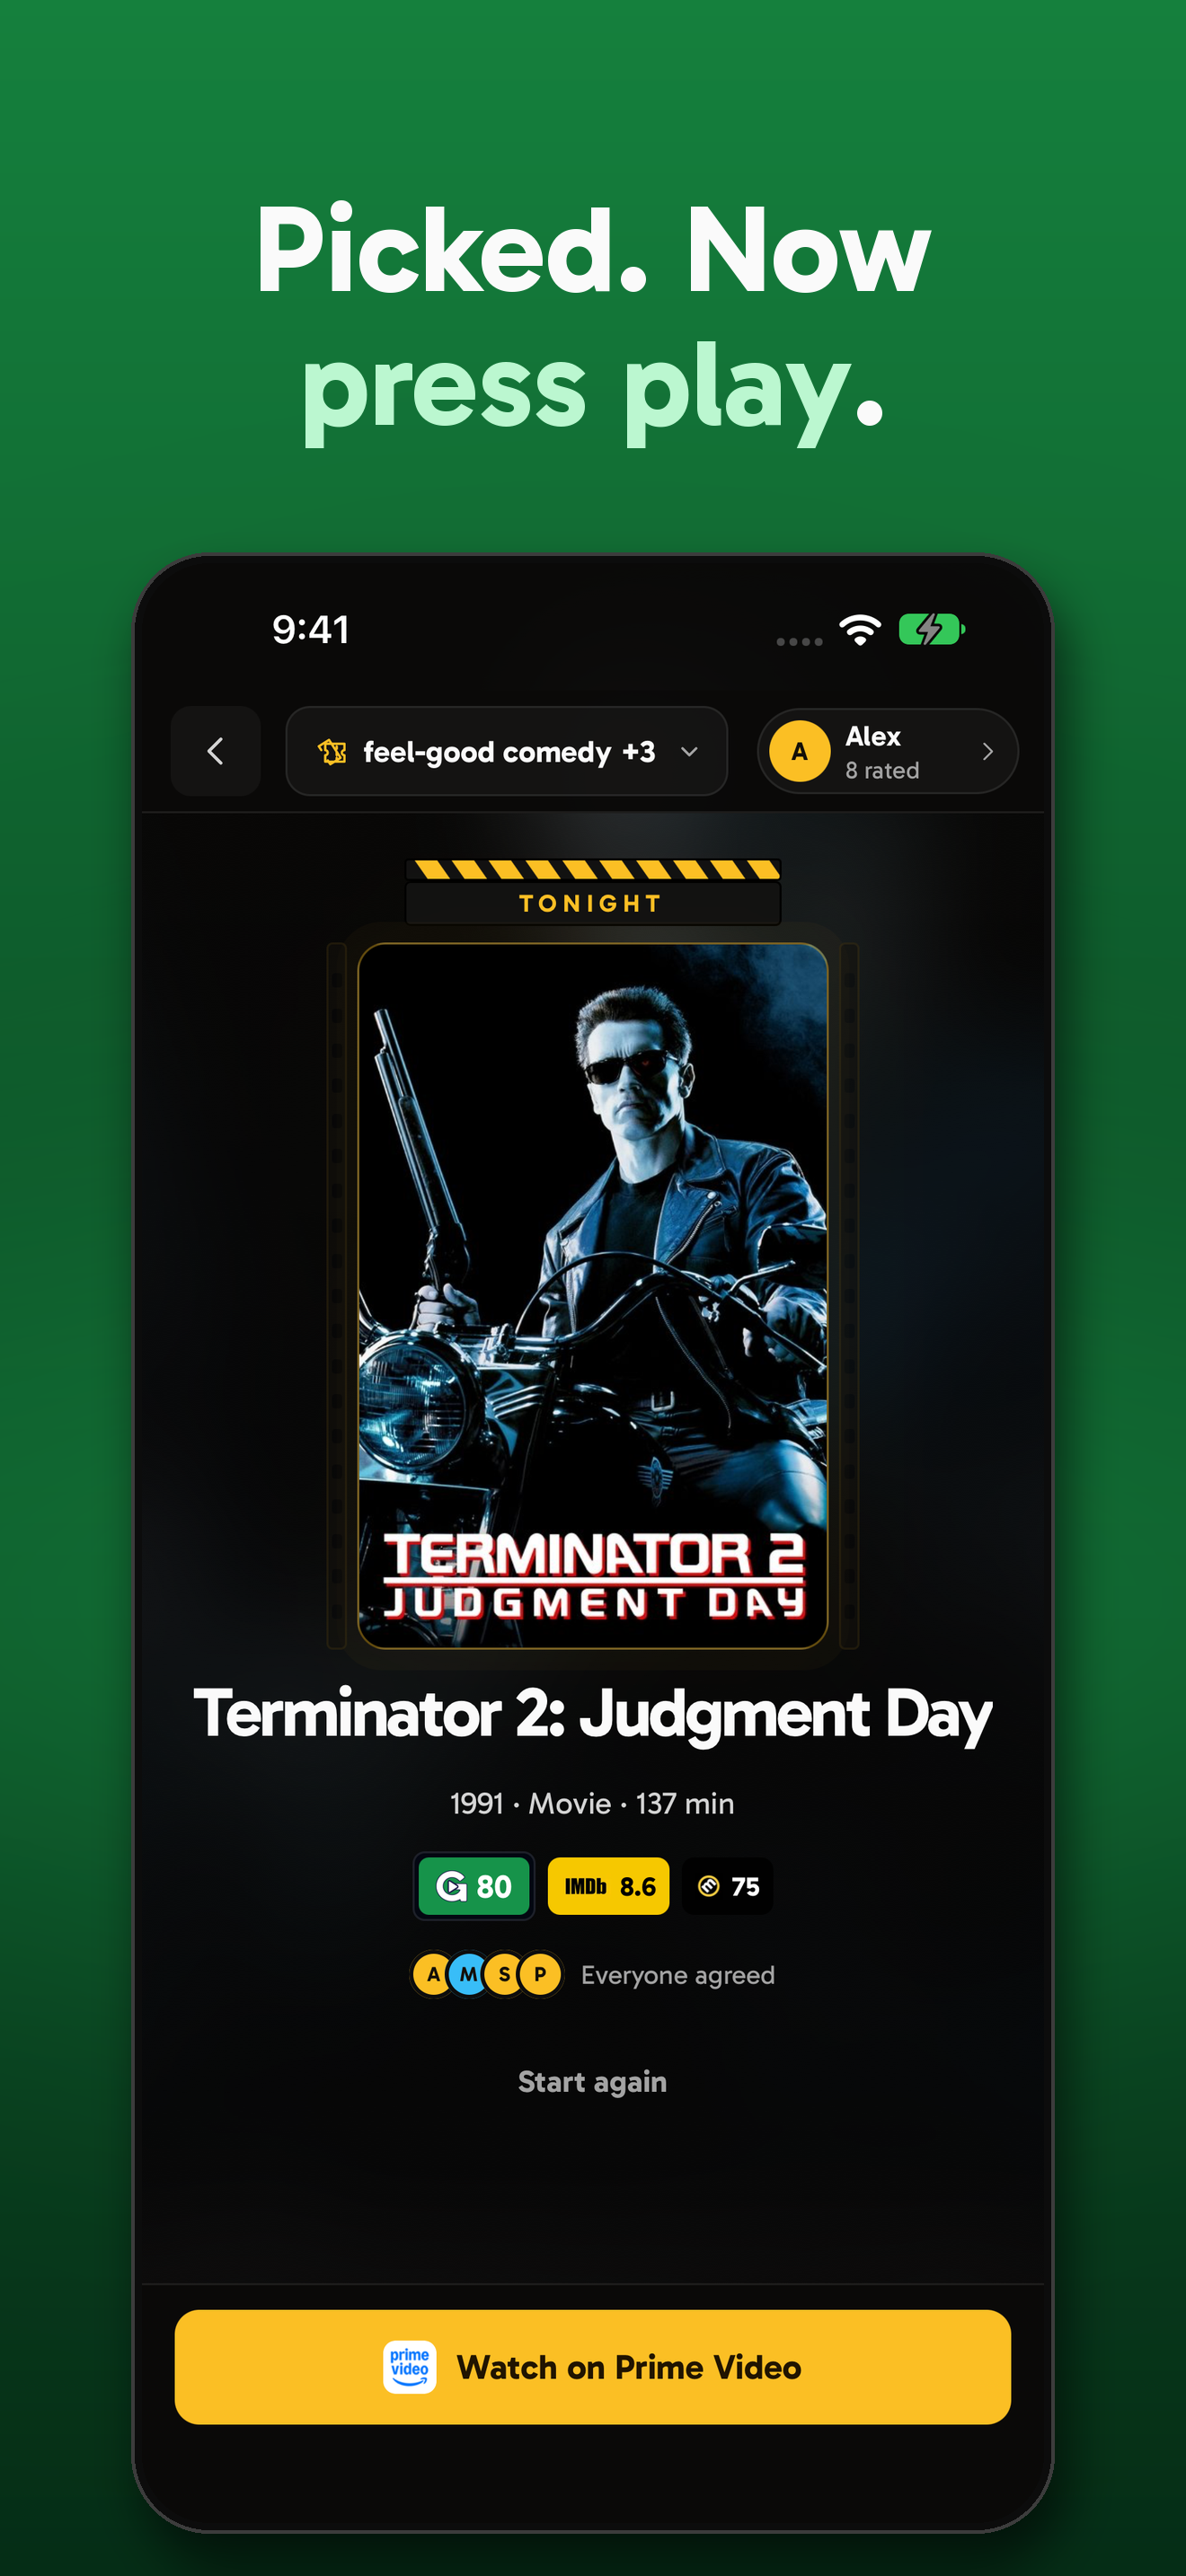 Picked. Now
press play.
9:41
feel-good comedy +3
A
Alex
8 rated
TONIGHT
TERMINATOR 2
JUDGMENT DAY
Terminator 2: Judgment Day
1991 · Movie · 137 min
G 80 IMDb 8.6 m 75
A M S P Everyone agreed
Start again
prime video Watch on Prime Video